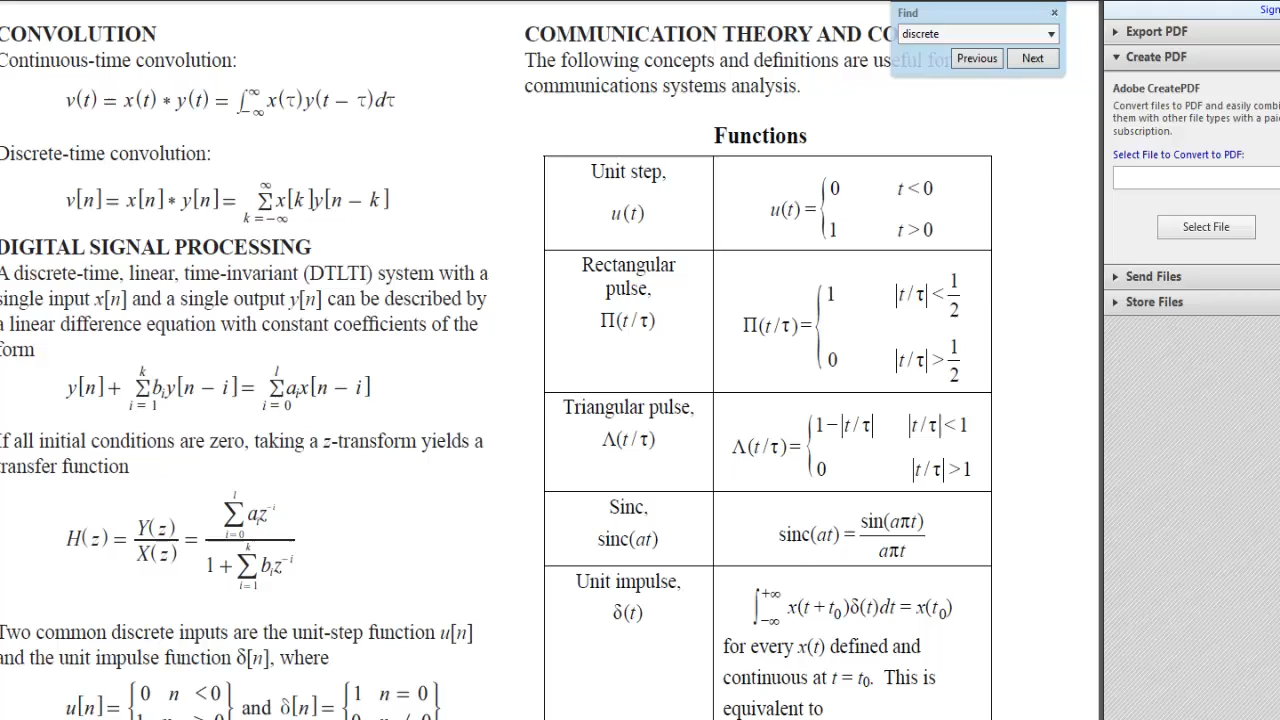 CONVOLUTION
Continuous-time convolution:
v(t) = x(t) ∗ y(t) = ∫_{-∞}^{∞} x(τ)y(t − τ)dτ
Discrete-time convolution:
v[n] = x[n] ∗ y[n] = Σ_{k=−∞}^{∞} x[k]y[n − k]
DIGITAL SIGNAL PROCESSING
A discrete-time, linear, time-invariant (DTLTI) system with a
single input x[n] and a single output y[n] can be described by
a linear difference equation with constant coefficients of the
form
y[n] + Σ_{i=1}^{k} b_i y[n − i] = Σ_{i=0}^{l} a_i x[n − i]
If all initial conditions are zero, taking a z-transform yields a
transfer function
H(z) = Y(z)/X(z) = Σ_{i=0}^{l} a_i z^{-i} / (1 + Σ_{i=1}^{k} b_i z^{-i})
Two common discrete inputs are the unit-step function u[n]
and the unit impulse function δ[n], where
u[n] = { 0 n < 0 and δ[n] = { 1 n = 0
COMMUNICATION THEORY AND CO
The following concepts and definitions are useful for
communications systems analysis.
Functions
Unit step,
u(t)
u(t) = { 0 t < 0
1 t > 0
Rectangular
pulse,
Π(t/τ)
Π(t/τ) = { 1 |t/τ| < 1/2
0 |t/τ| > 1/2
Triangular pulse,
Λ(t/τ)
Λ(t/τ) = { 1 − |t/τ| |t/τ| < 1
0 |t/τ| > 1
Sinc,
sinc(at)
sinc(at) = sin(aπt)/aπt
Unit impulse,
δ(t)
∫_{−∞}^{+∞} x(t + t_0)δ(t)dt = x(t_0)
for every x(t) defined and
continuous at t = t_0. This is
equivalent to
Find
×
discrete
Previous
Next
Sign
Export PDF
Create PDF
Adobe CreatePDF
Convert files to PDF and easily combi
them with other file types with a paid
subscription.
Select File to Convert to PDF:
Select File
Send Files
Store Files